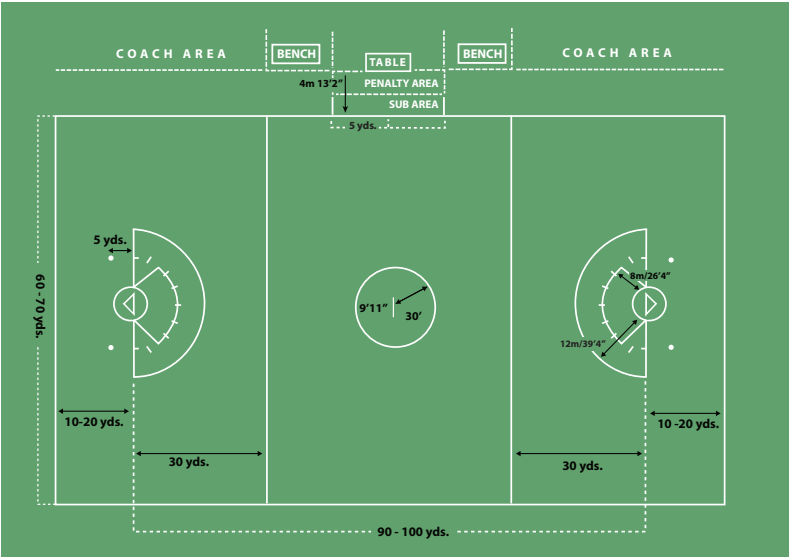 COACH AREA
BENCH
TABLE
BENCH
COACH AREA
4m 13'2"
PENALTY AREA
SUB AREA
5 yds.
5 yds.
60 - 70 yds.
8m/26'4"
9'11"
30'
12m/39'4"
10-20 yds.
10 -20 yds.
30 yds.
30 yds.
90 - 100 yds.